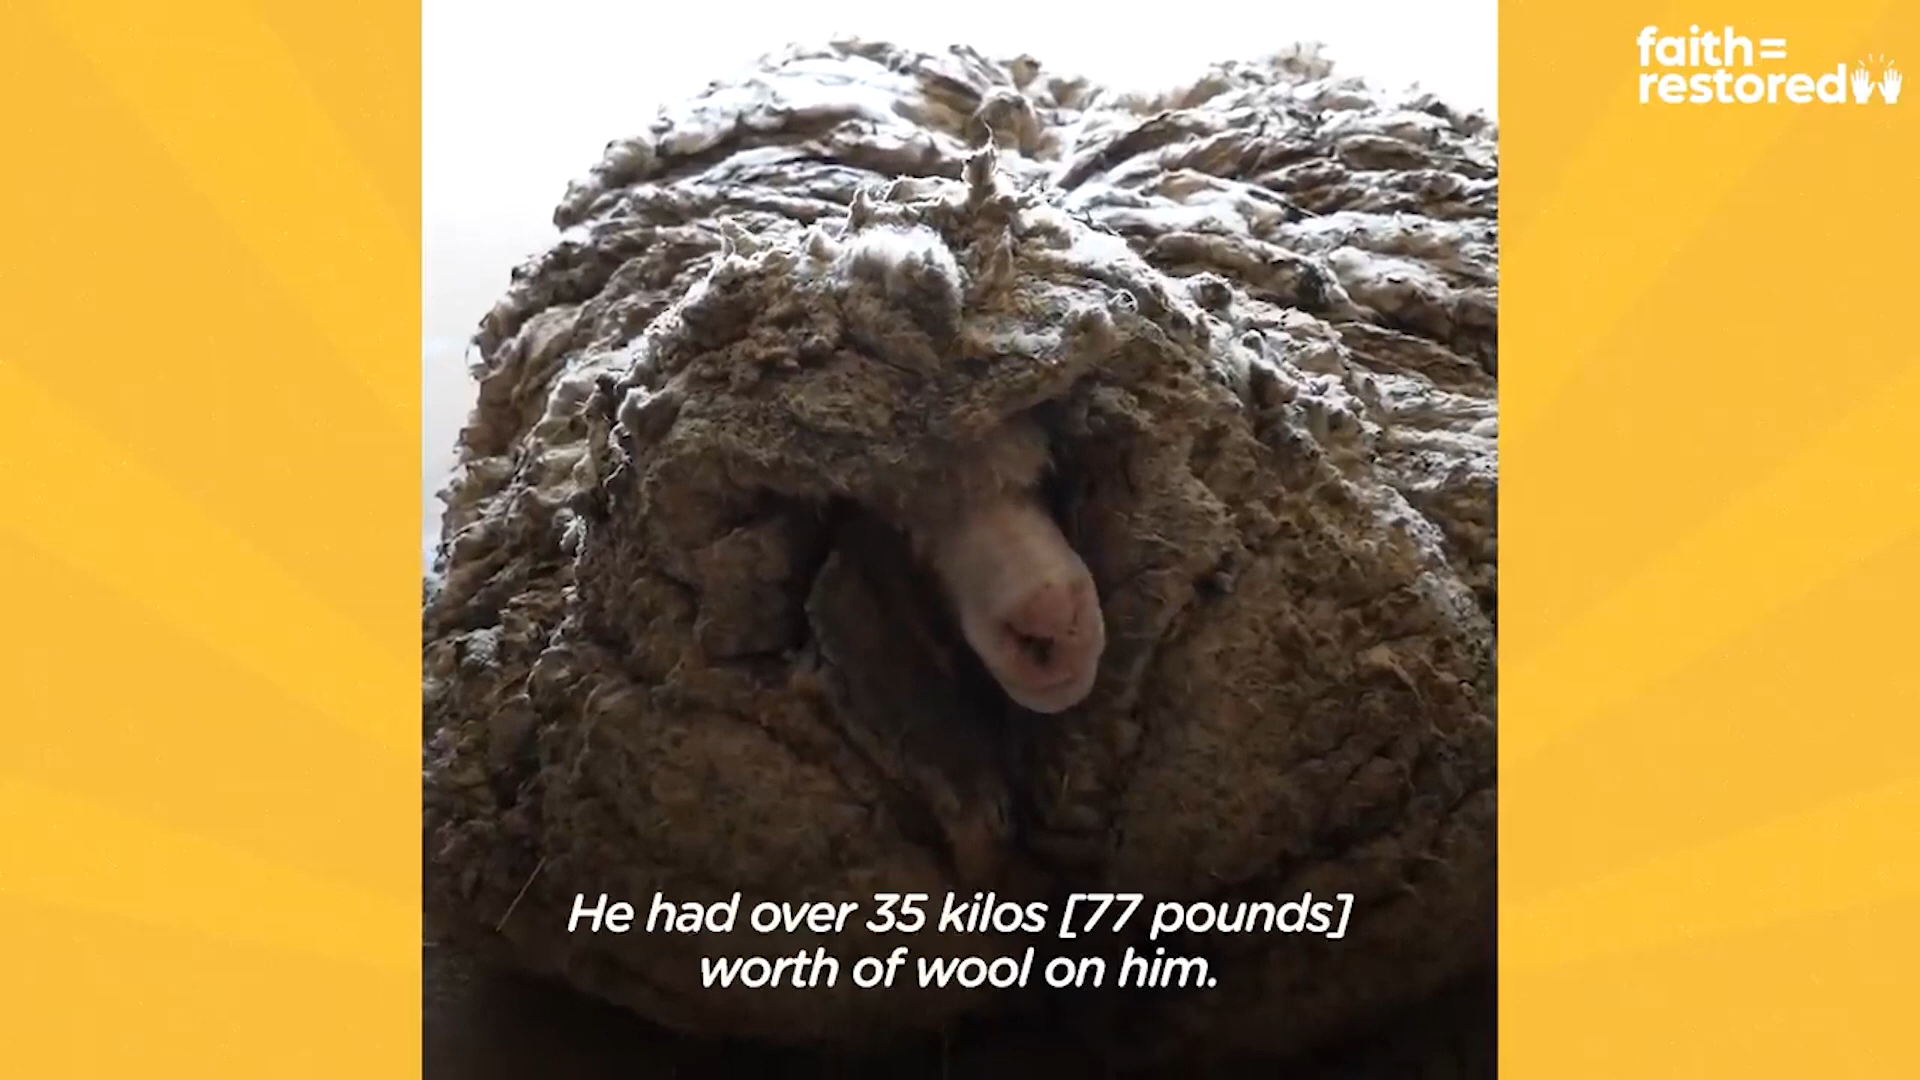 faith=
restored
He had over 35 kilos [77 pounds]
worth of wool on him.